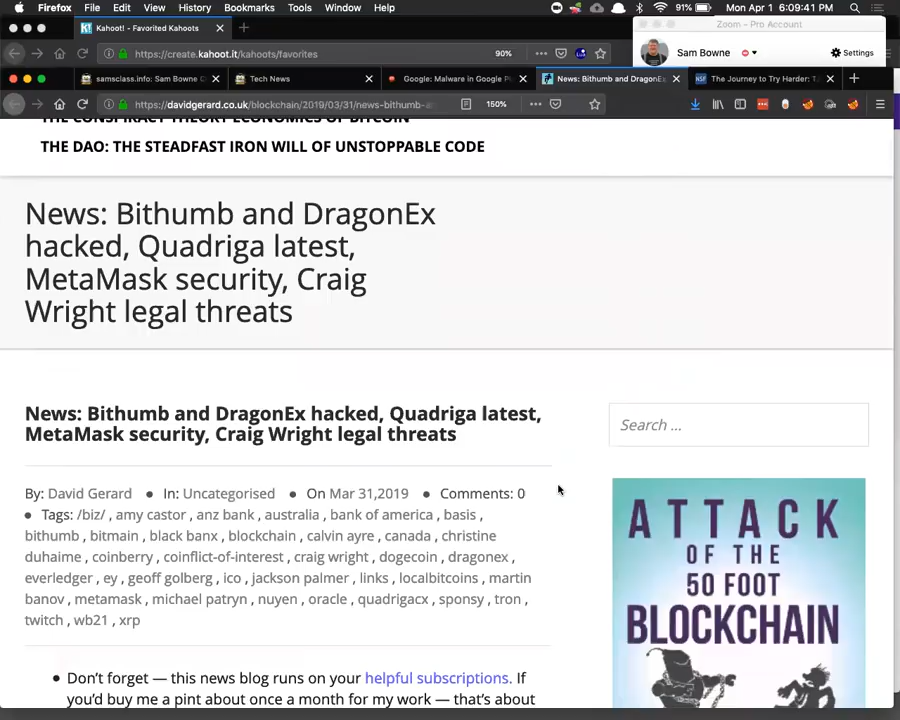 Firefox File Edit View History Bookmarks Tools Window Help 91% Mon Apr 1 6:09:41 PM
Kahoot! - Favorited Kahoots
Zoom - Pro Account
https://create.kahoot.it/kahoots/favorites 90%
Sam Bowne Settings
samsclass.info: Sam Bowne C
Tech News
Google: Malware in Google P
News: Bithumb and DragonEx
The Journey to Try Harder: T
https://davidgerard.co.uk/blockchain/2019/03/31/news-bithumb-a 150%
THE CONSPIRACY THEORY ECONOMICS OF BITCOIN
THE DAO: THE STEADFAST IRON WILL OF UNSTOPPABLE CODE
News: Bithumb and DragonEx
hacked, Quadriga latest,
MetaMask security, Craig
Wright legal threats
News: Bithumb and DragonEx hacked, Quadriga latest,
MetaMask security, Craig Wright legal threats
Search ...
By: David Gerard ● In: Uncategorised ● On Mar 31,2019 ● Comments: 0
● Tags: /biz/ , amy castor , anz bank , australia , bank of america , basis ,
bithumb , bitmain , black banx , blockchain , calvin ayre , canada , christine
duhaime , coinberry , coinflict-of-interest , craig wright , dogecoin , dragonex ,
everledger , ey , geoff golberg , ico , jackson palmer , links , localbitcoins , martin
banov , metamask , michael patryn , nuyen , oracle , quadrigacx , sponsy , tron ,
twitch , wb21 , xrp
• Don't forget — this news blog runs on your helpful subscriptions. If
you'd buy me a pint about once a month for my work — that's about
ATTACK
OF THE
50 FOOT
BLOCKCHAIN